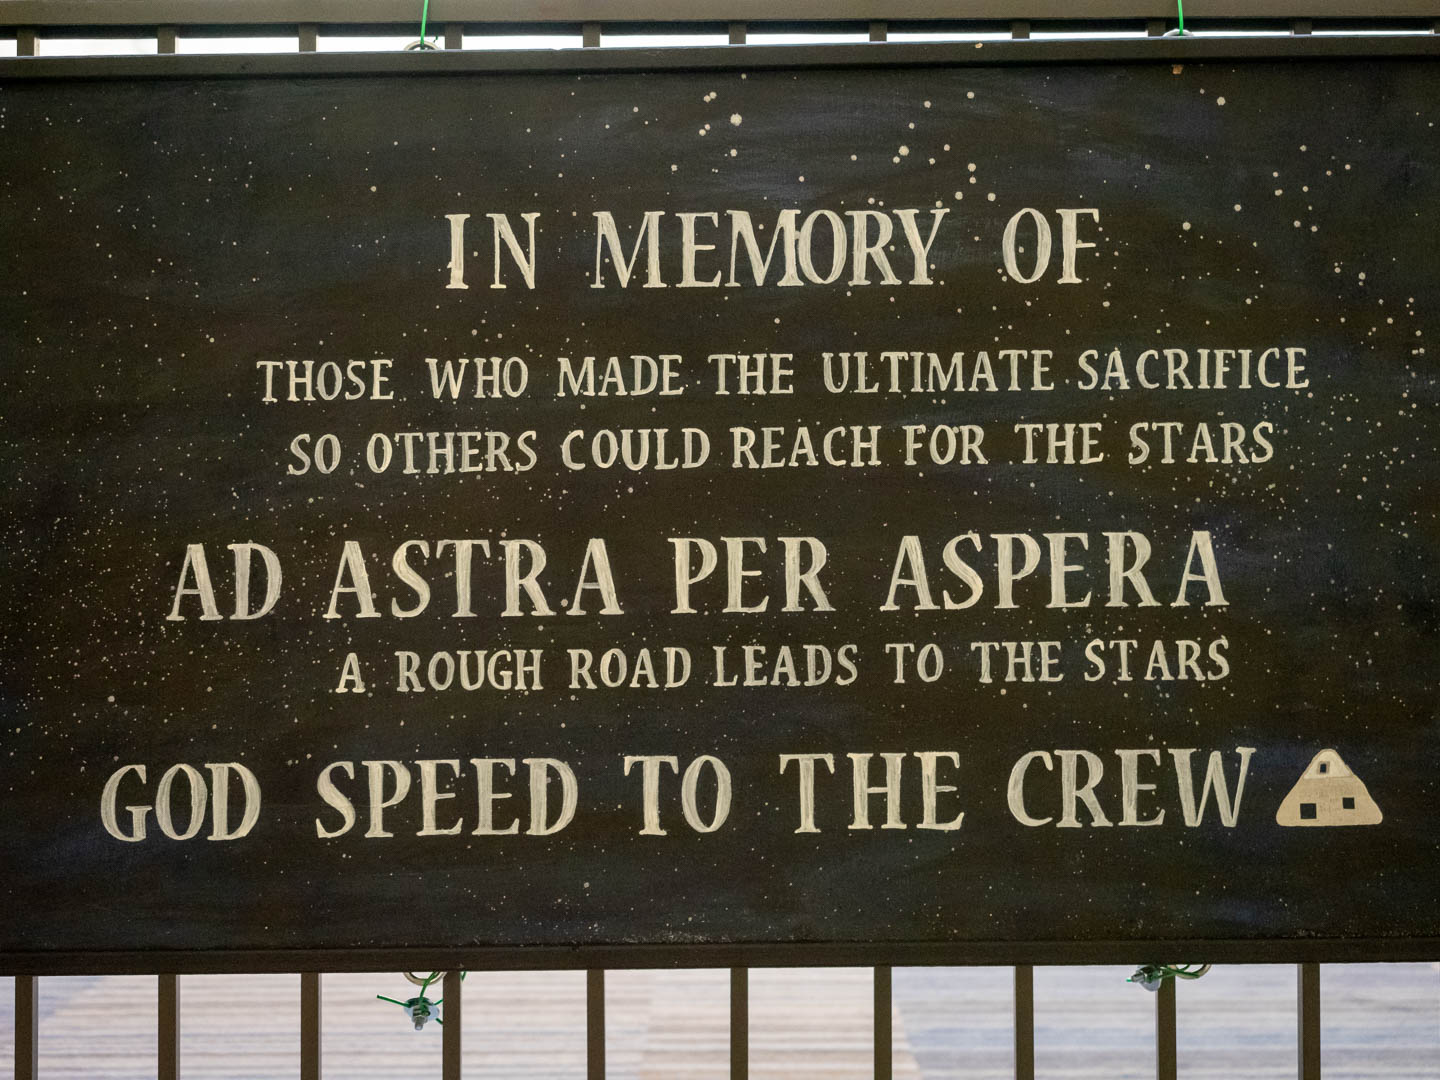 IN MEMORY OF
THOSE WHO MADE THE ULTIMATE SACRIFICE
SO OTHERS COULD REACH FOR THE STARS
AD ASTRA PER ASPERA
A ROUGH ROAD LEADS TO THE STARS
GOD SPEED TO THE CREW